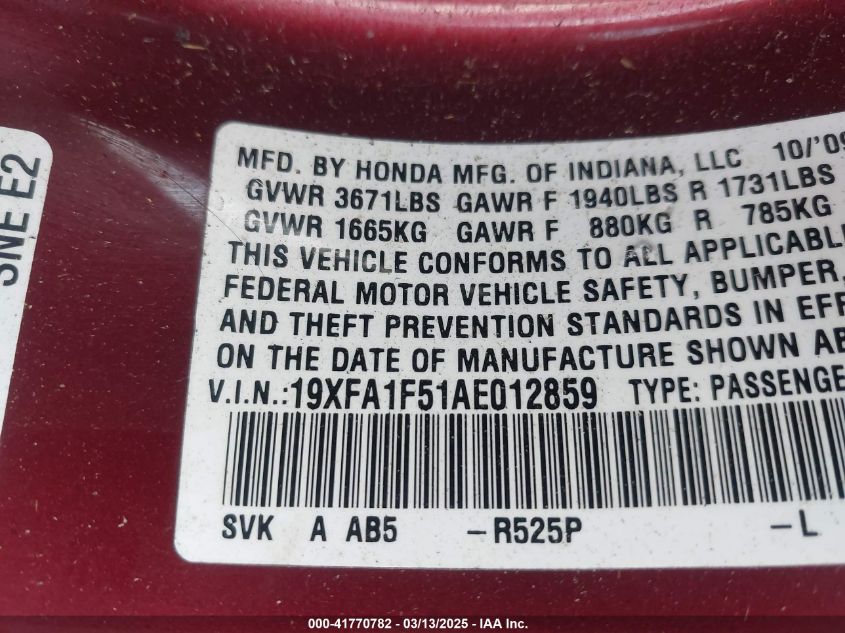 SNE E2
MFD. BY HONDA MFG. OF INDIANA, LLC 10/'09
GVWR 3671LBS GAWR F 1940LBS R 1731LBS
GVWR 1665KG GAWR F 880KG R 785KG
THIS VEHICLE CONFORMS TO ALL APPLICABL
FEDERAL MOTOR VEHICLE SAFETY, BUMPER,
AND THEFT PREVENTION STANDARDS IN EFF
ON THE DATE OF MANUFACTURE SHOWN AB
V.I.N.:19XFA1F51AE012859 TYPE: PASSENGE
SVK A AB5 -R525P -L
000-41770782 / 03/13/2025 - IAA Inc.